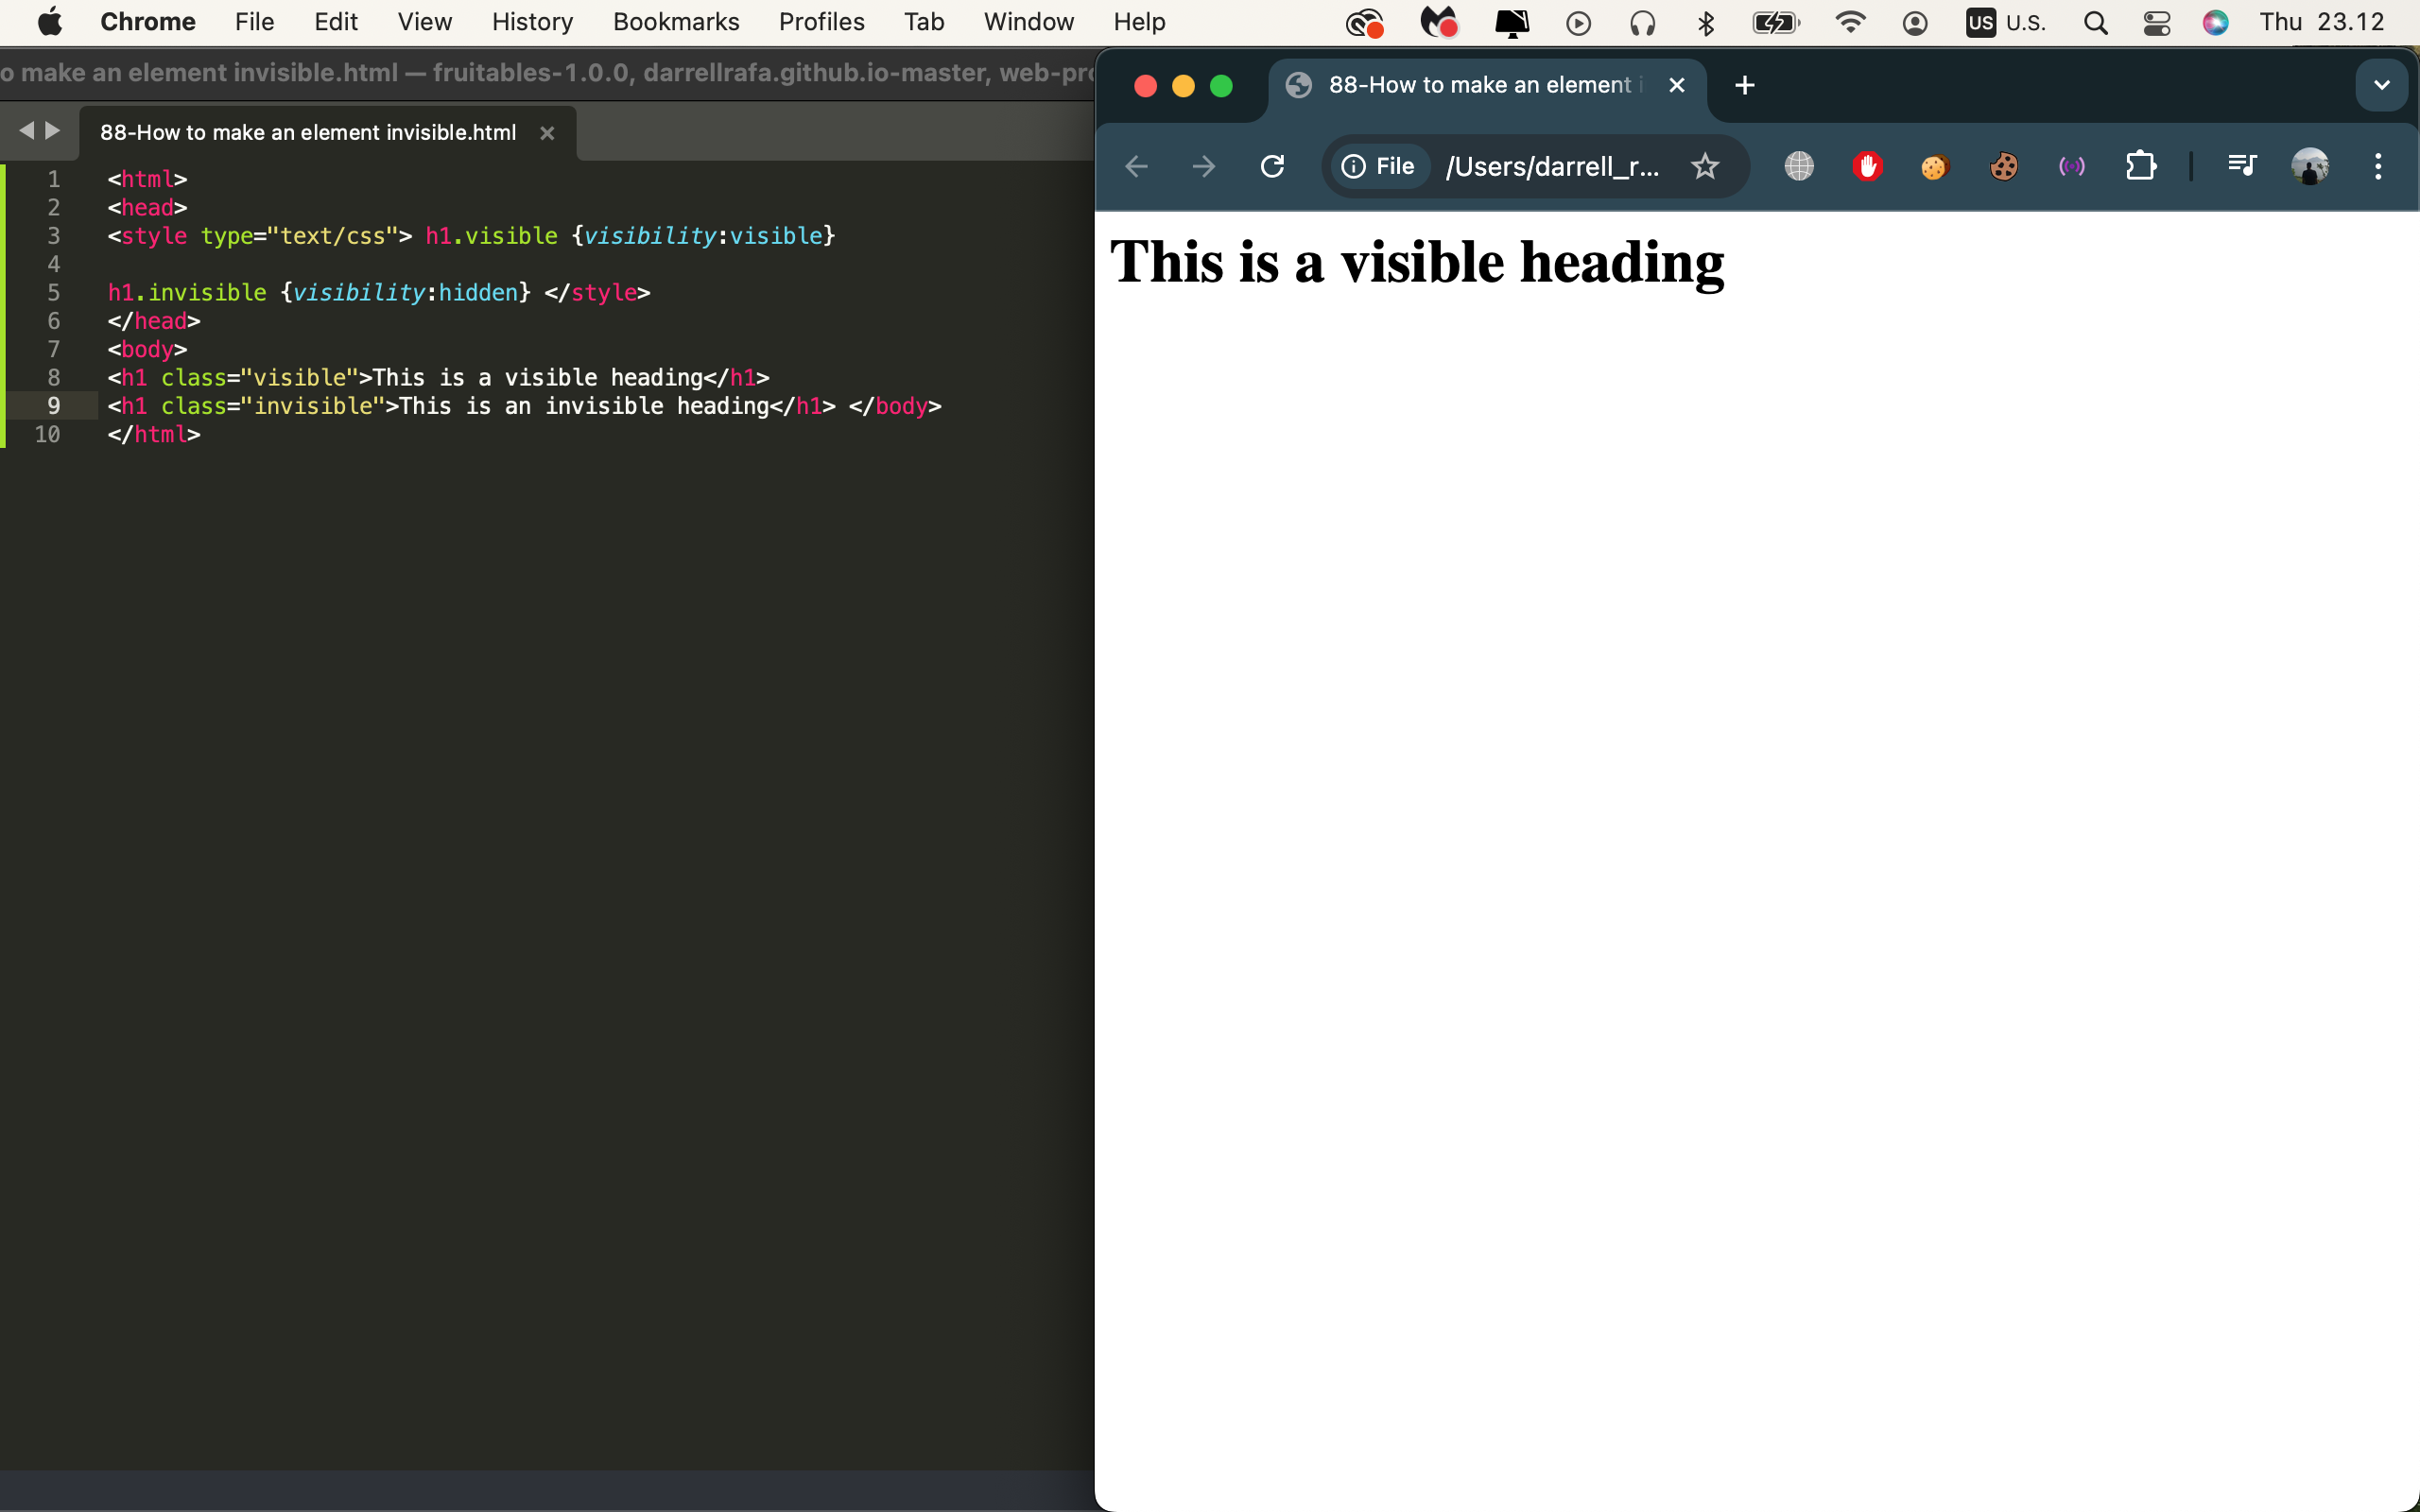 Chrome File Edit View History Bookmarks Profiles Tab Window Help US U.S. Thu 23.12
o make an element invisible.html — fruitables-1.0.0, darrellrafa.github.io-master, web-pro
88-How to make an element invisible.html
1 <html>
2 <head>
3 <style type="text/css"> h1.visible {visibility:visible}
4
5 h1.invisible {visibility:hidden} </style>
6 </head>
7 <body>
8 <h1 class="visible">This is a visible heading</h1>
9 <h1 class="invisible">This is an invisible heading</h1> </body>
10 </html>
88-How to make an element i
File /Users/darrell_r...
This is a visible heading